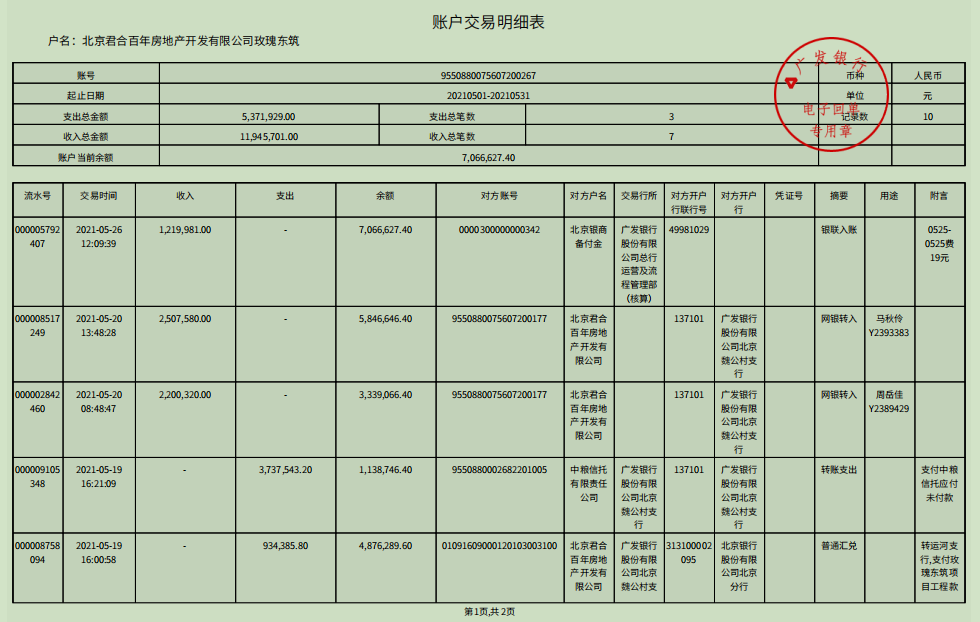 账户交易明细表
户名：北京君合百年房地产开发有限公司玫瑰东筑
账号 9550880075607200267 币种 人民币
起止日期 20210501-20210531 单位 元
支出总金额 5,371,929.00 支出总笔数 3 记录数 10
收入总金额 11,945,701.00 收入总笔数 7
账户当前余额 7,066,627.40
广发银行
电子回单
专用章
流水号 交易时间 收入 支出 余额 对方账号 对方户名 交易行所 对方开户 对方开户 凭证号 摘要 用途 附言
行联行号 行
000005792 2021-05-26 1,219,981.00 - 7,066,627.40 0000300000000342 北京银商 广发银行 49981029 银联入账 0525-
407 12:09:39 备付金 股份有限 0525费
公司总行 19元
运营及流
程管理部
（核算）
000008517 2021-05-20 2,507,580.00 - 5,846,646.40 9550880075607200177 北京君合 137101 广发银行 网银转入 马秋伶
249 13:48:28 百年房地 股份有限 Y2393383
产开发有 公司北京
限公司 魏公村支
行
000002842 2021-05-20 2,200,320.00 - 3,339,066.40 9550880075607200177 北京君合 137101 广发银行 网银转入 周岳佳
460 08:48:47 百年房地 股份有限 Y2389429
产开发有 公司北京
限公司 魏公村支
行
000009105 2021-05-19 - 3,737,543.20 1,138,746.40 9550880002682201005 中粮信托 广发银行 137101 广发银行 转账支出 支付中粮
348 16:21:09 有限责任 股份有限 股份有限 信托应付
公司 公司北京 公司北京 未付款
魏公村支 魏公村支
行 行
000008758 2021-05-19 - 934,385.80 4,876,289.60 01091609000120103003100 北京君合 广发银行 313100002 北京银行 普通汇兑 转运河支
094 16:00:58 百年房地 股份有限 095 股份有限 行,支付玫
产开发有 公司北京 公司北京 瑰东筑项
限公司 魏公村支 分行 目工程款
第1页,共 2页